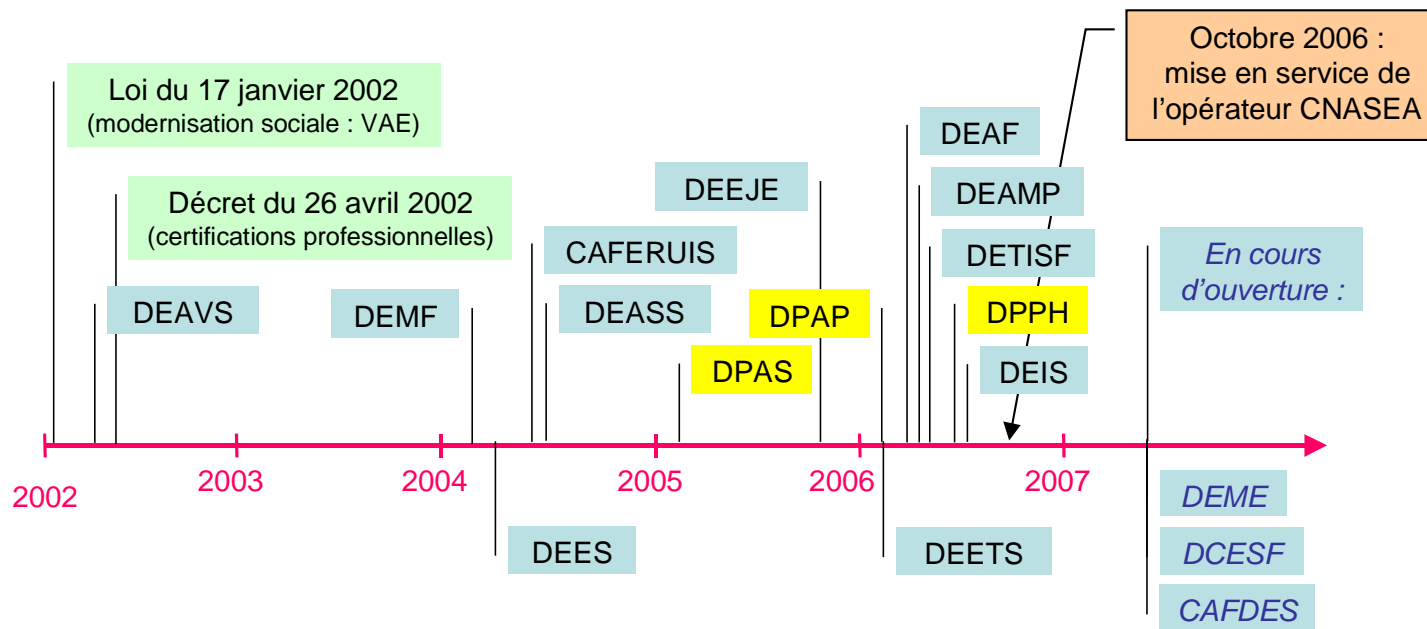 Octobre 2006 :
mise en service de
l’opérateur CNASEA
Loi du 17 janvier 2002
(modernisation sociale : VAE)
DEAF
DEEJE
DEAMP
Décret du 26 avril 2002
(certifications professionnelles)
CAFERUIS
DETISF
En cours
d’ouverture :
DEAVS
DEMF
DEASS
DPAP
DPPH
DPAS
DEIS
2002
2003
2004
2005
2006
2007
DEES
DEETS
DEME
DCESF
CAFDES